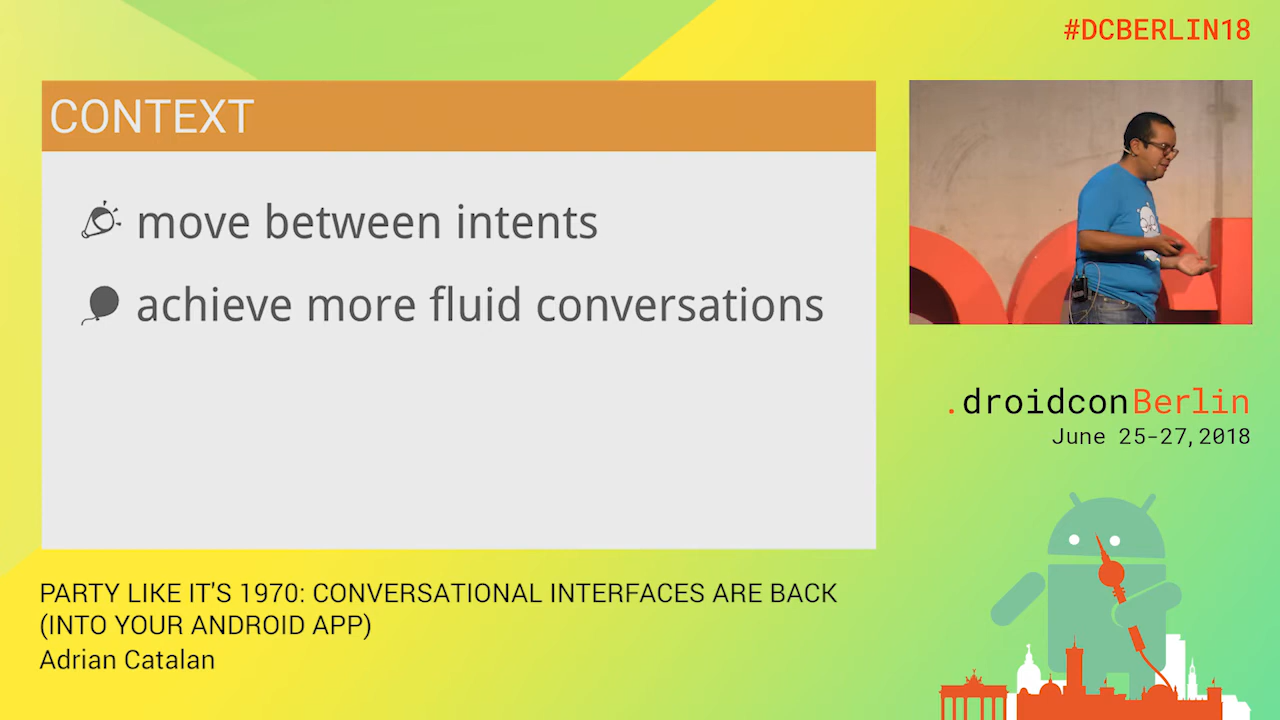 #DCBERLIN18
CONTEXT
move between intents
achieve more fluid conversations
.droidconBerlin
June 25-27, 2018
PARTY LIKE IT'S 1970: CONVERSATIONAL INTERFACES ARE BACK
(INTO YOUR ANDROID APP)
Adrian Catalan